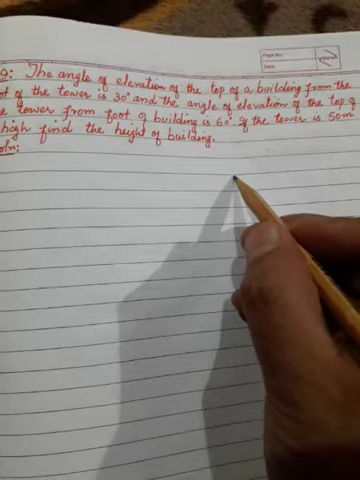 Page No.:
Date:
Q: The angle of elevation of the top of a building from the
of the tower is 30° and the angle of elevation of the top of
tower from foot of building is 60°. If the tower is 50m
high find the height of building.
oln: